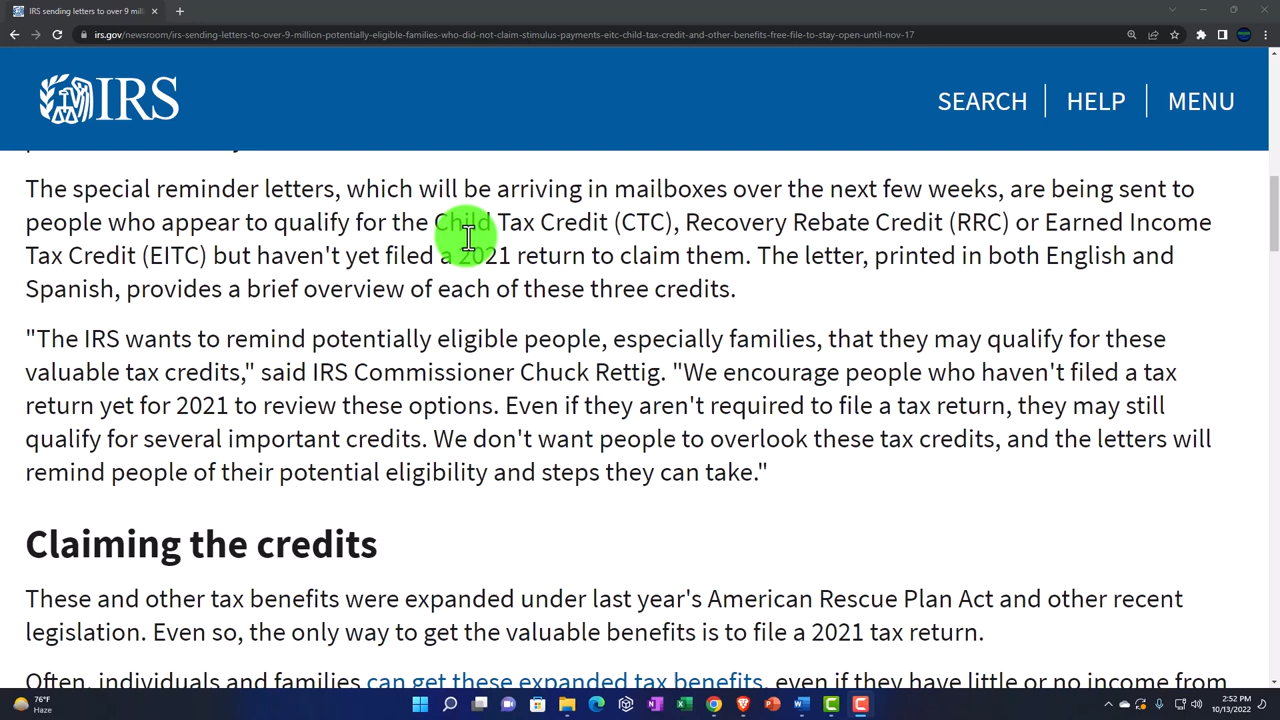 IRS sending letters to over 9 mill
irs.gov/newsroom/irs-sending-letters-to-over-9-million-potentially-eligible-families-who-did-not-claim-stimulus-payments-eitc-child-tax-credit-and-other-benefits-free-file-to-stay-open-until-nov-17
IRS
SEARCH HELP MENU
The special reminder letters, which will be arriving in mailboxes over the next few weeks, are being sent to
people who appear to qualify for the Child Tax Credit (CTC), Recovery Rebate Credit (RRC) or Earned Income
Tax Credit (EITC) but haven't yet filed a 2021 return to claim them. The letter, printed in both English and
Spanish, provides a brief overview of each of these three credits.
"The IRS wants to remind potentially eligible people, especially families, that they may qualify for these
valuable tax credits," said IRS Commissioner Chuck Rettig. "We encourage people who haven't filed a tax
return yet for 2021 to review these options. Even if they aren't required to file a tax return, they may still
qualify for several important credits. We don't want people to overlook these tax credits, and the letters will
remind people of their potential eligibility and steps they can take."
Claiming the credits
These and other tax benefits were expanded under last year's American Rescue Plan Act and other recent
legislation. Even so, the only way to get the valuable benefits is to file a 2021 tax return.
Often, individuals and families can get these expanded tax benefits, even if they have little or no income from
76°F
Haze
2:52 PM
10/13/2022